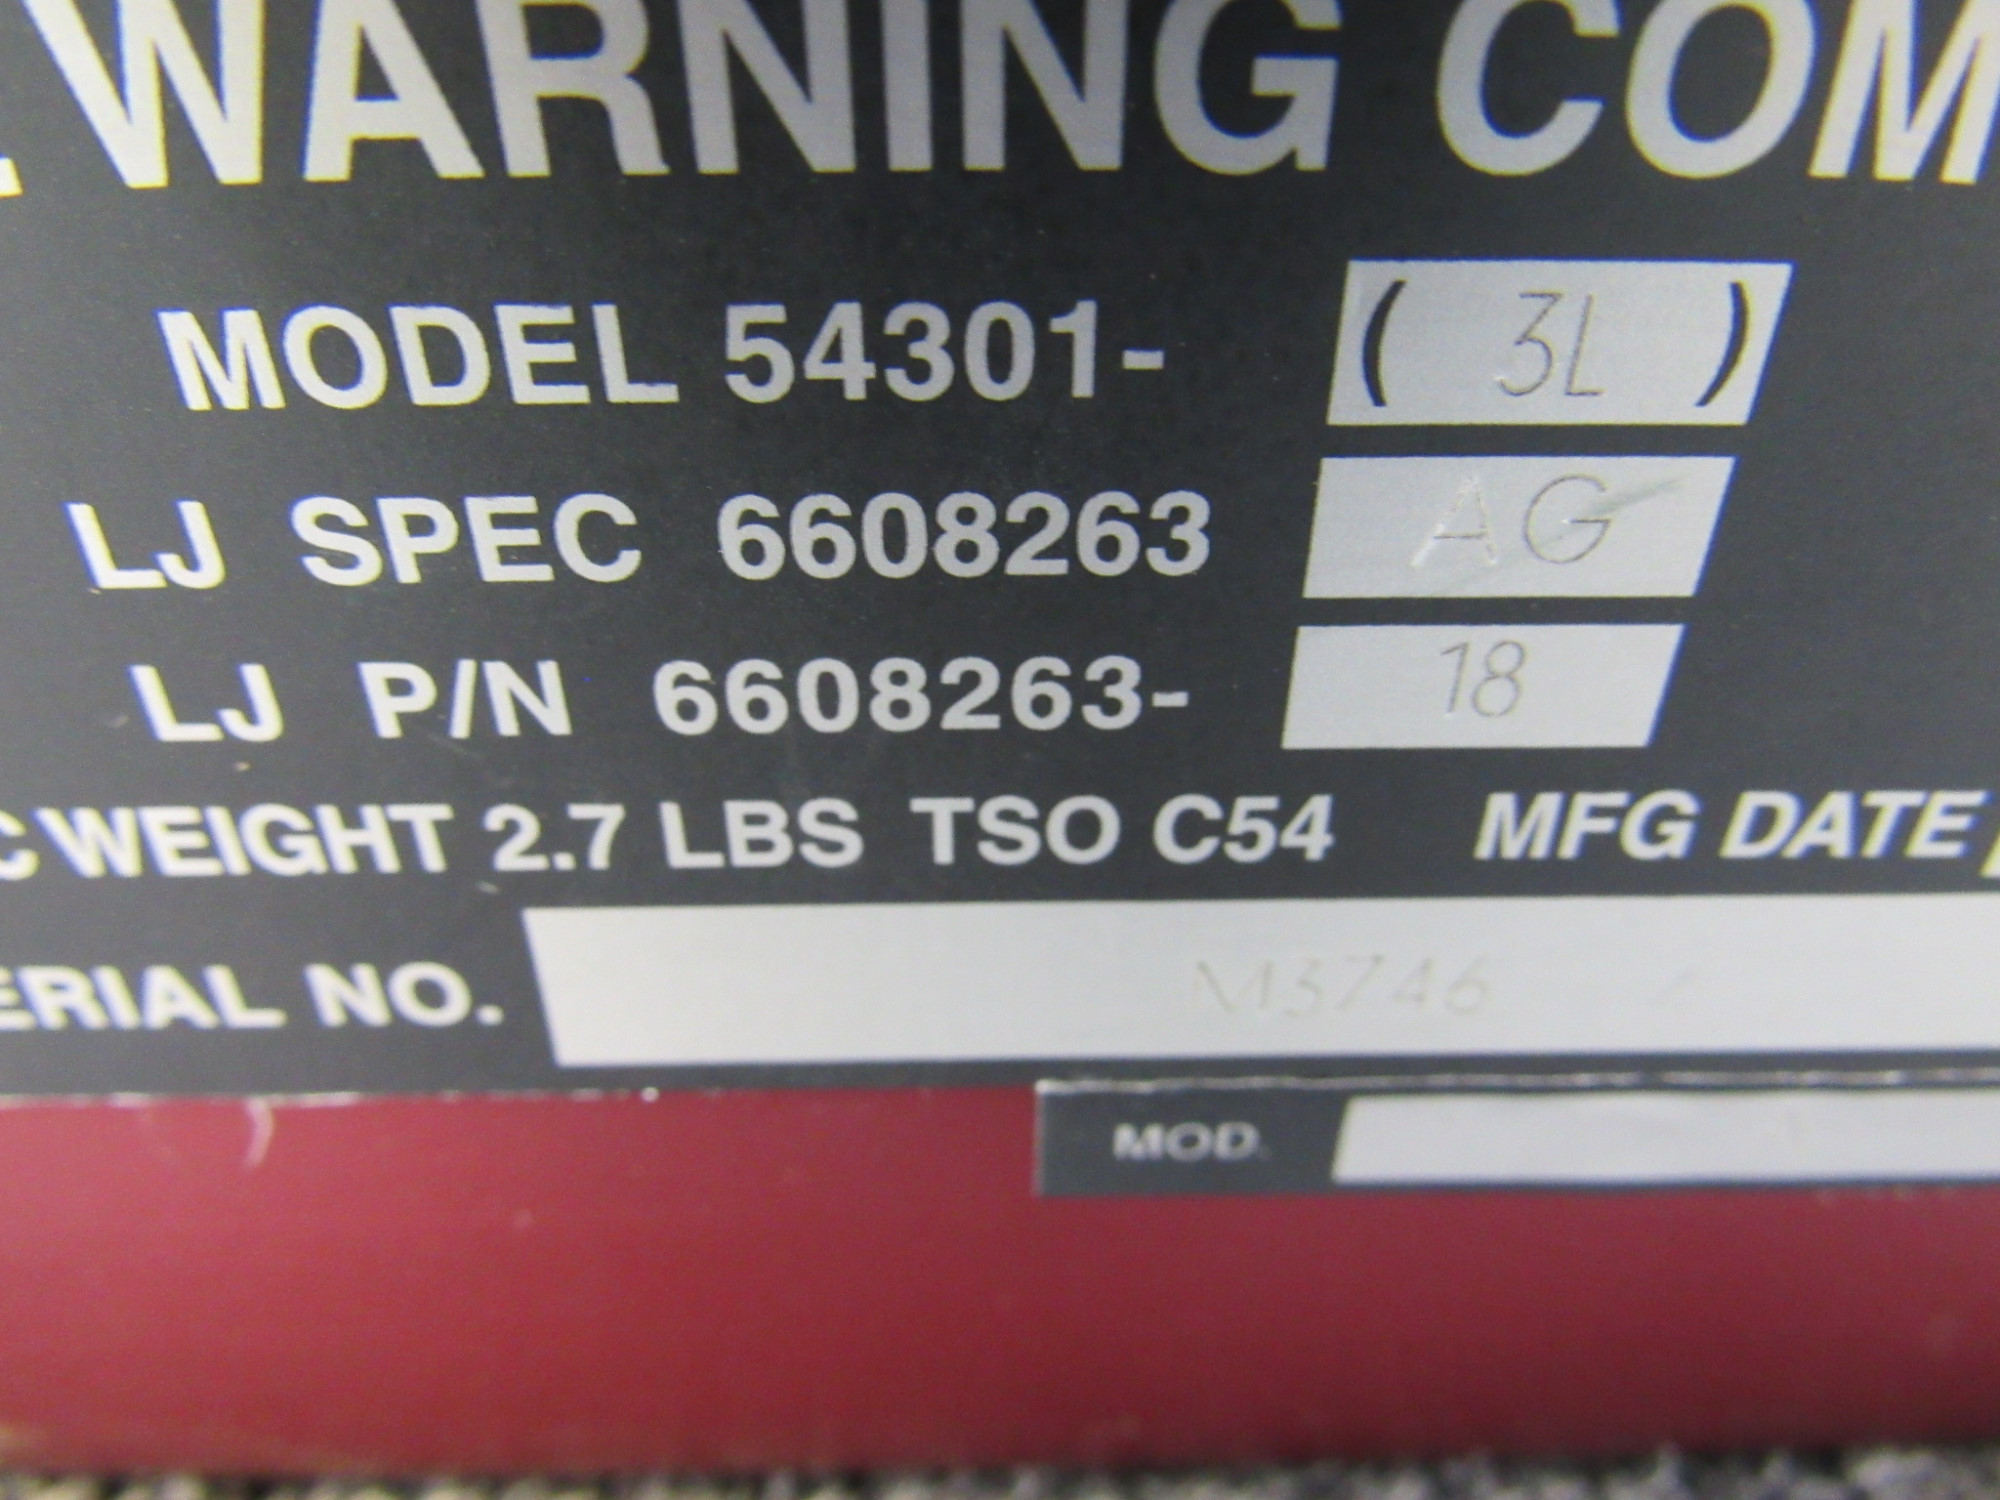 WARNING COM
MODEL 54301- ( 3L )
LJ SPEC 6608263 AG
LJ P/N 6608263- 18
C WEIGHT 2.7 LBS TSO C54 MFG DATE
ERIAL NO. M3746
MOD.